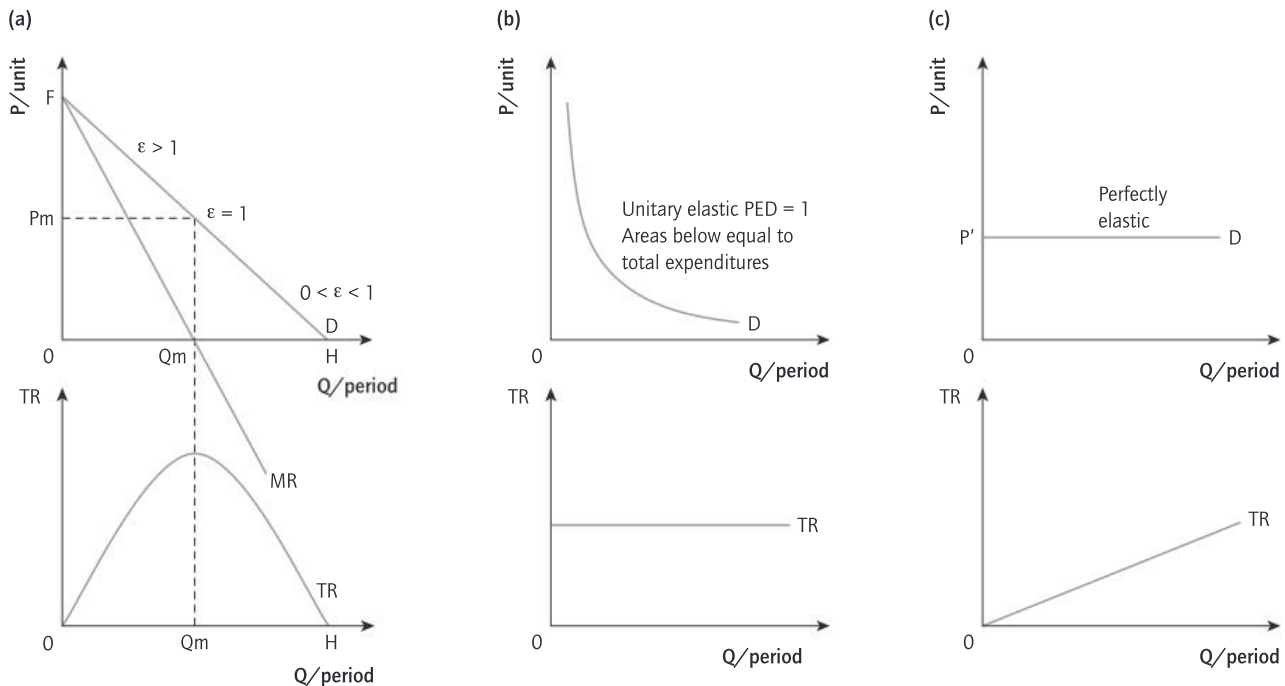 (a)
P/unit
F
ε > 1
Pm
ε = 1
0 < ε < 1
D
0
Qm
H
Q/period
TR
MR
TR
0
Qm
H
Q/period
(b)
P/unit
Unitary elastic PED = 1
Areas below equal to
total expenditures
D
0
Q/period
TR
TR
0
Q/period
(c)
P/unit
Perfectly
elastic
P'
D
0
Q/period
TR
TR
0
Q/period